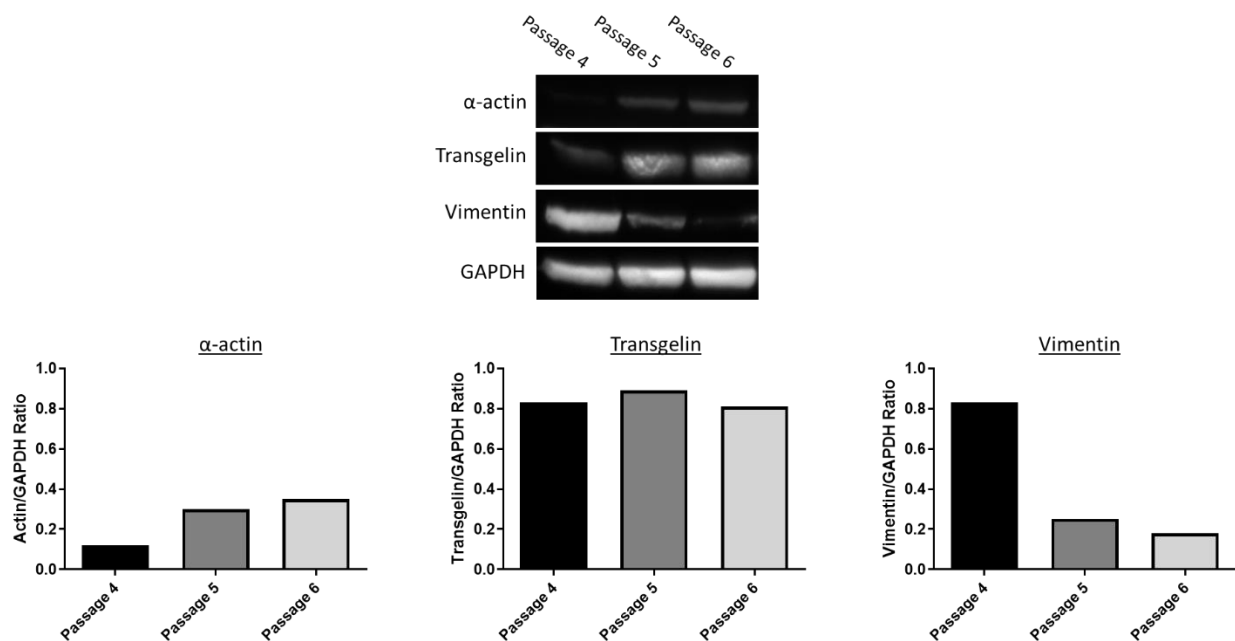 Passage 4
Passage 5
Passage 6
α-actin
Transgelin
Vimentin
GAPDH
α-actin
Actin/GAPDH Ratio
1.0
0.8
0.6
0.4
0.2
0.0
Passage 4
Passage 5
Passage 6
Transgelin
Transgelin/GAPDH Ratio
1.0
0.8
0.6
0.4
0.2
0.0
Passage 4
Passage 5
Passage 6
Vimentin
Vimentin/GAPDH Ratio
1.0
0.8
0.6
0.4
0.2
0.0
Passage 4
Passage 5
Passage 6